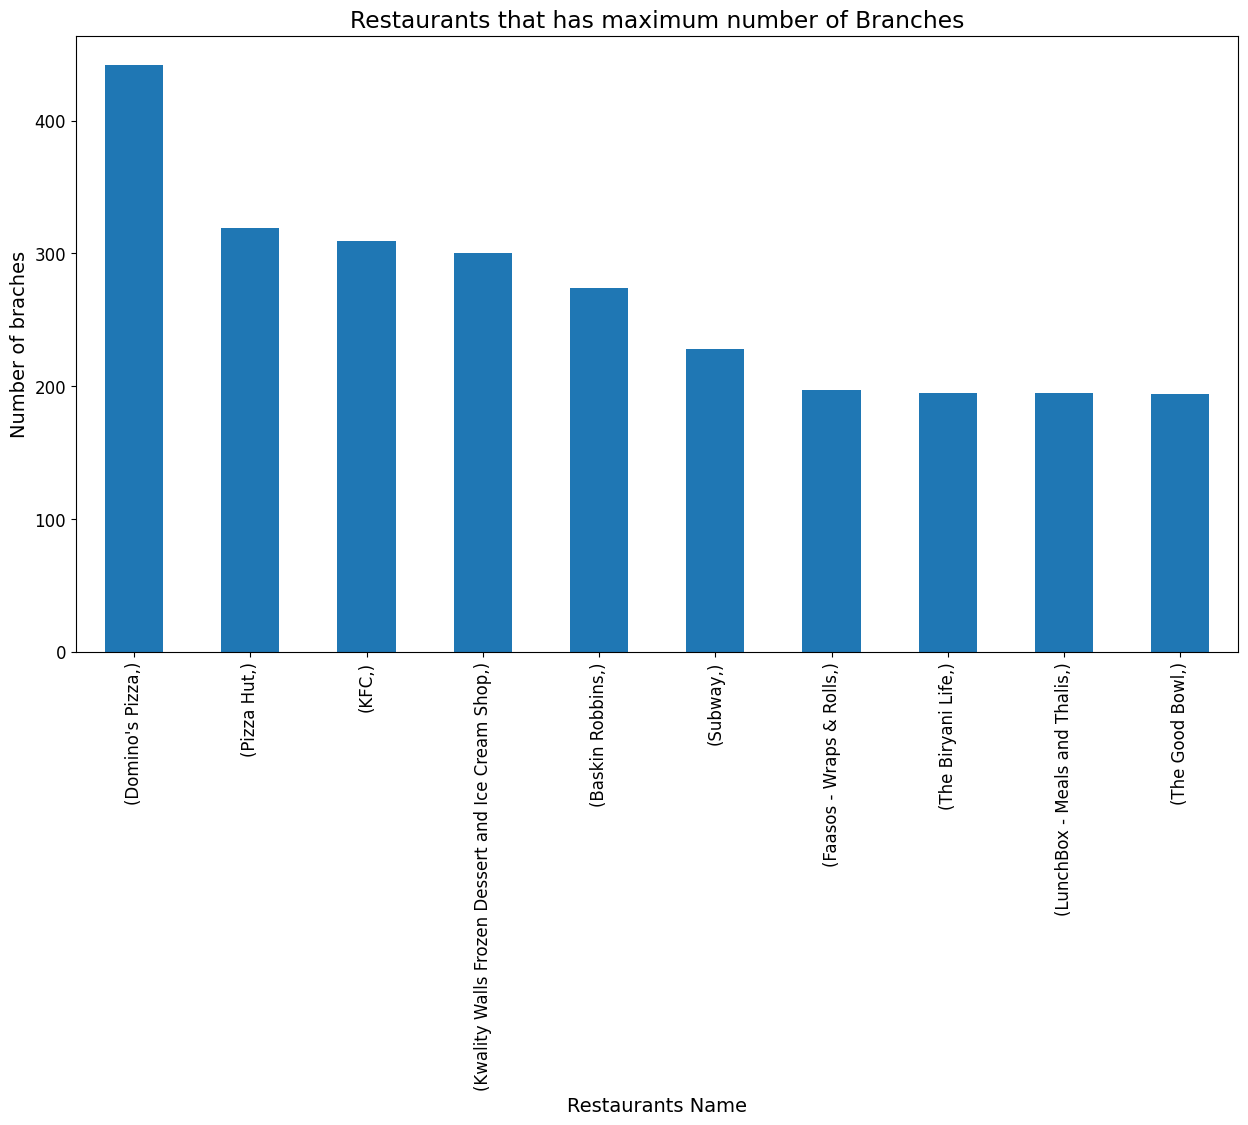 Restaurants that has maximum number of Branches
Number of braches
400
300
200
100
0
(Domino's Pizza,)
(Pizza Hut,)
(KFC,)
(Kwality Walls Frozen Dessert and Ice Cream Shop,)
(Baskin Robbins,)
(Subway,)
(Faasos - Wraps & Rolls,)
(The Biryani Life,)
(LunchBox - Meals and Thalis,)
(The Good Bowl,)
Restaurants Name